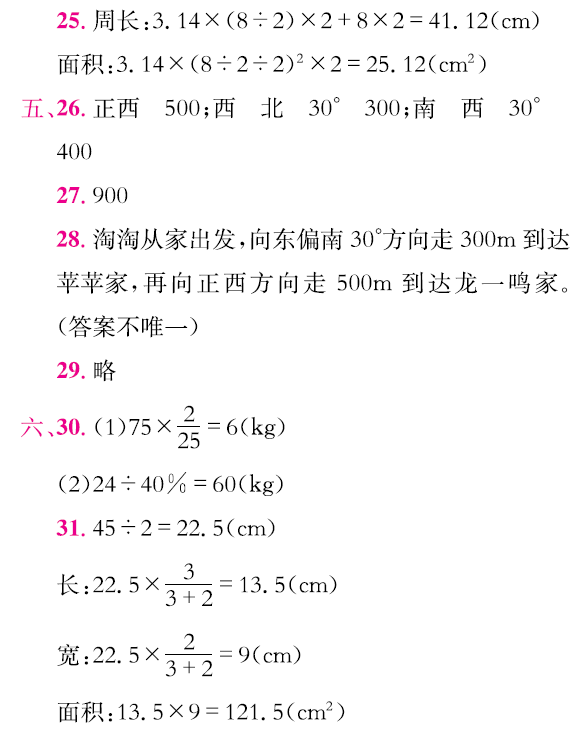 25. 周长:3.14×(8÷2)×2+8×2=41.12(cm)
面积:3.14×(8÷2÷2)²×2=25.12(cm²)
五、26. 正西 500;西 北 30° 300;南 西 30°
400
27. 900
28. 淘淘从家出发,向东偏南30°方向走300m到达
苹苹家,再向正西方向走 500m 到达龙一鸣家。
(答案不唯一)
29. 略
六、30. (1)75×2/25=6(kg)
(2)24÷40%=60(kg)
31. 45÷2=22.5(cm)
长:22.5×3/(3+2)=13.5(cm)
宽:22.5×2/(3+2)=9(cm)
面积:13.5×9=121.5(cm²)